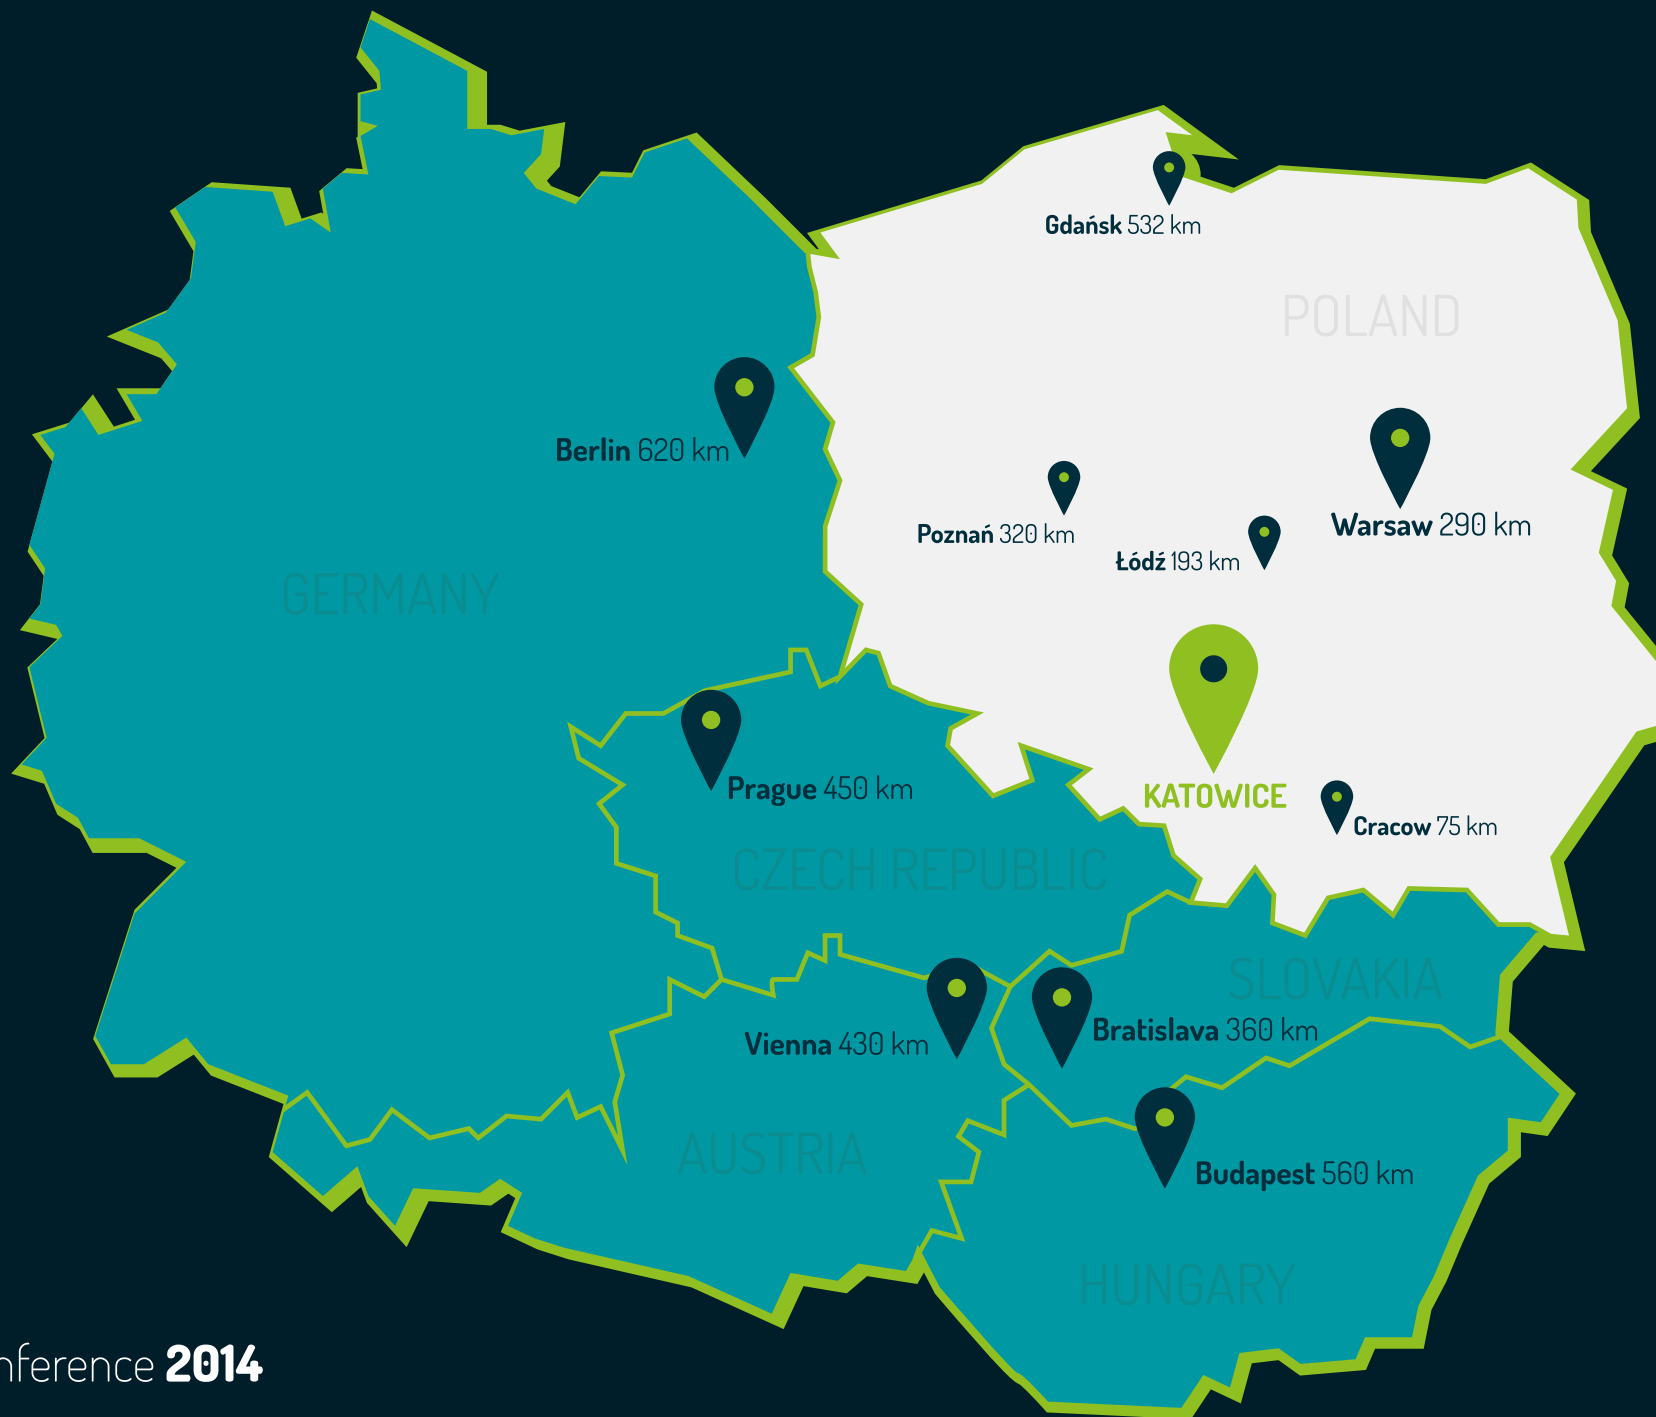 Gdańsk 532 km
POLAND
Berlin 620 km
Poznań 320 km
Warsaw 290 km
Łódź 193 km
GERMANY
KATOWICE
Prague 450 km
Cracow 75 km
CZECH REPUBLIC
SLOVAKIA
Vienna 430 km
Bratislava 360 km
AUSTRIA
Budapest 560 km
HUNGARY
nference 2014